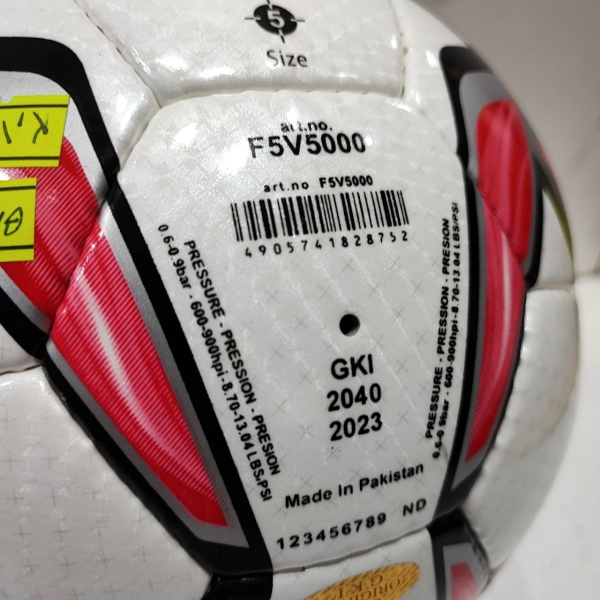 5
Size
art.no.
F5V5000
art.no F5V5000
4905741828752
PRESSURE - PRESSION - PRESION
0.6-0.9bar - 600-900hpi-8.70-13.04 LBS/PSI
PRESSURE - PRESSION - PRESION
0.6-0.9bar - 600-900hpi-8.70-13.04 LBS/PSI
GKI
2040
2023
Made In Pakistan
123456789 ND